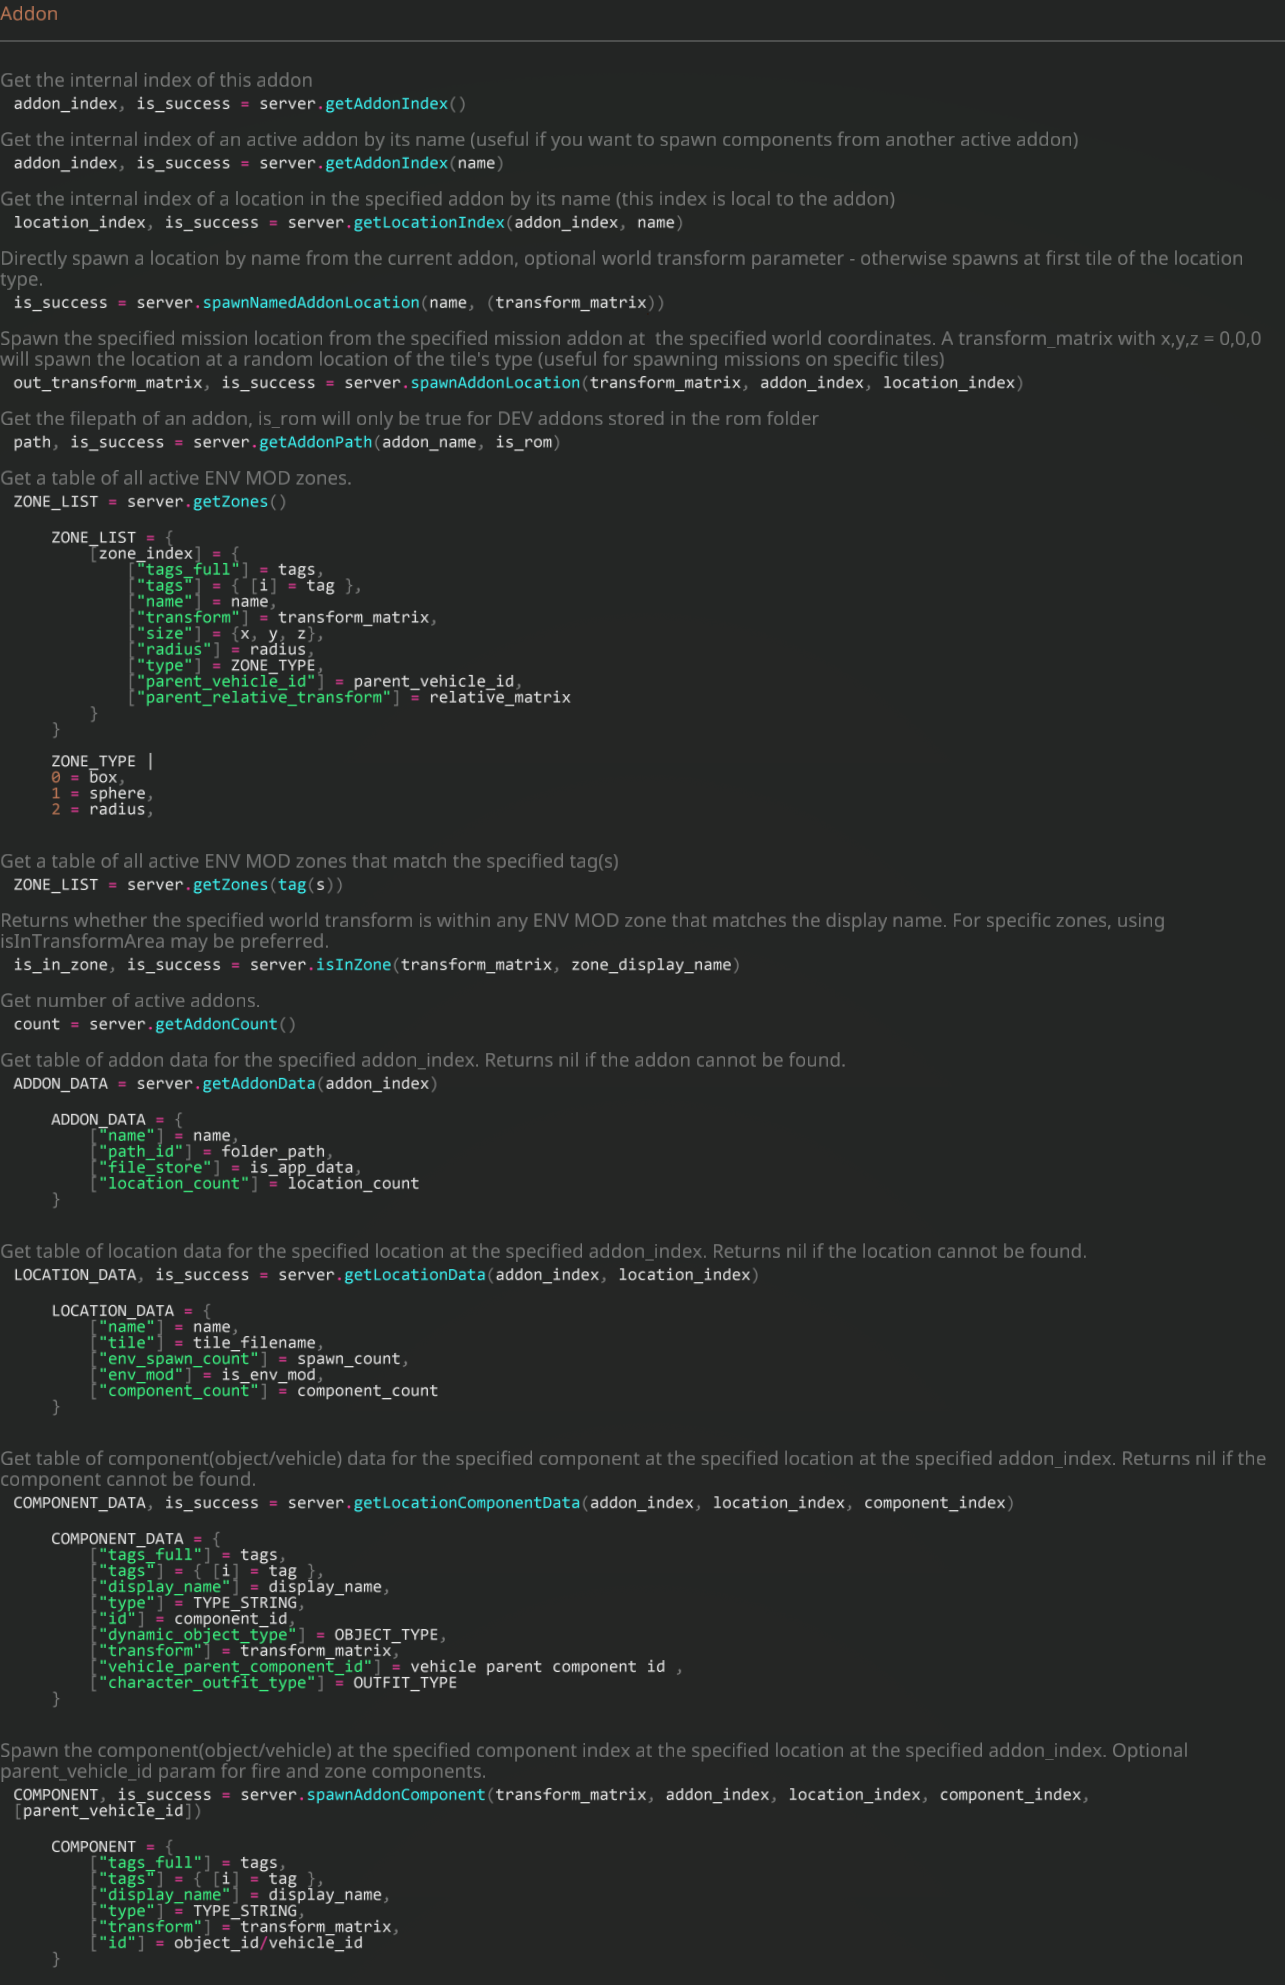 Addon
Get the internal index of this addon
addon_index, is_success = server.getAddonIndex()
Get the internal index of an active addon by its name (useful if you want to spawn components from another active addon)
addon_index, is_success = server.getAddonIndex(name)
Get the internal index of a location in the specified addon by its name (this index is local to the addon)
location_index, is_success = server.getLocationIndex(addon_index, name)
Directly spawn a location by name from the current addon, optional world transform parameter - otherwise spawns at first tile of the location
type.
is_success = server.spawnNamedAddonLocation(name, (transform_matrix))
Spawn the specified mission location from the specified mission addon at  the specified world coordinates. A transform_matrix with x,y,z = 0,0,0
will spawn the location at a random location of the tile's type (useful for spawning missions on specific tiles)
out_transform_matrix, is_success = server.spawnAddonLocation(transform_matrix, addon_index, location_index)
Get the filepath of an addon, is_rom will only be true for DEV addons stored in the rom folder
path, is_success = server.getAddonPath(addon_name, is_rom)
Get a table of all active ENV MOD zones.
ZONE_LIST = server.getZones()
ZONE_LIST = {
[zone_index] = {
["tags_full"] = tags,
["tags"] = { [i] = tag },
["name"] = name,
["transform"] = transform_matrix,
["size"] = {x, y, z},
["radius"] = radius,
["type"] = ZONE_TYPE,
["parent_vehicle_id"] = parent_vehicle_id,
["parent_relative_transform"] = relative_matrix
}
}
ZONE_TYPE |
0 = box,
1 = sphere,
2 = radius,
Get a table of all active ENV MOD zones that match the specified tag(s)
ZONE_LIST = server.getZones(tag(s))
Returns whether the specified world transform is within any ENV MOD zone that matches the display name. For specific zones, using
isInTransformArea may be preferred.
is_in_zone, is_success = server.isInZone(transform_matrix, zone_display_name)
Get number of active addons.
count = server.getAddonCount()
Get table of addon data for the specified addon_index. Returns nil if the addon cannot be found.
ADDON_DATA = server.getAddonData(addon_index)
ADDON_DATA = {
["name"] = name,
["path_id"] = folder_path,
["file_store"] = is_app_data,
["location_count"] = location_count
}
Get table of location data for the specified location at the specified addon_index. Returns nil if the location cannot be found.
LOCATION_DATA, is_success = server.getLocationData(addon_index, location_index)
LOCATION_DATA = {
["name"] = name,
["tile"] = tile_filename,
["env_spawn_count"] = spawn_count,
["env_mod"] = is_env_mod,
["component_count"] = component_count
}
Get table of component(object/vehicle) data for the specified component at the specified location at the specified addon_index. Returns nil if the
component cannot be found.
COMPONENT_DATA, is_success = server.getLocationComponentData(addon_index, location_index, component_index)
COMPONENT_DATA = {
["tags_full"] = tags,
["tags"] = { [i] = tag },
["display_name"] = display_name,
["type"] = TYPE_STRING,
["id"] = component_id,
["dynamic_object_type"] = OBJECT_TYPE,
["transform"] = transform_matrix,
["vehicle_parent_component_id"] = vehicle parent component id ,
["character_outfit_type"] = OUTFIT_TYPE
}
Spawn the component(object/vehicle) at the specified component index at the specified location at the specified addon_index. Optional
parent_vehicle_id param for fire and zone components.
COMPONENT, is_success = server.spawnAddonComponent(transform_matrix, addon_index, location_index, component_index,
[parent_vehicle_id])
COMPONENT = {
["tags_full"] = tags,
["tags"] = { [i] = tag },
["display_name"] = display_name,
["type"] = TYPE_STRING,
["transform"] = transform_matrix,
["id"] = object_id/vehicle_id
}